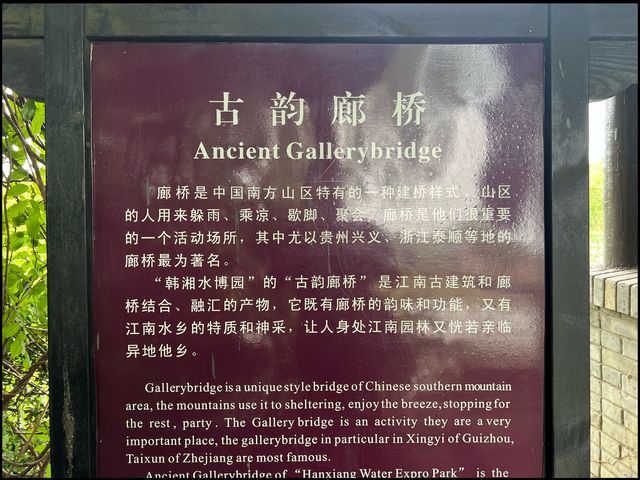 古韵廊桥
Ancient Gallerybridge
廊桥是中国南方山区特有的一种建桥样式，山区
的人用来躲雨、乘凉、歇脚、聚会。廊桥是他们很重要
的一个活动场所，其中尤以贵州兴义、浙江泰顺等地的
廊桥最为著名。
“韩湘水博园”的“古韵廊桥”是江南古建筑和廊
桥结合、融汇的产物，它既有廊桥的韵味和功能，又有
江南水乡的特质和神采，让人身处江南园林又恍若亲临
异地他乡。
Gallerybridge is a unique style bridge of Chinese southern mountain
area, the mountains use it to sheltering, enjoy the breeze, stopping for
the rest, party. The Gallery bridge is an activity they are a very
important place, the gallerybridge in particular in Xingyi of Guizhou,
Taixun of Zhejiang are most famous.
Ancient Gallerybridge of “Hanxiang Water Expro Park” is the